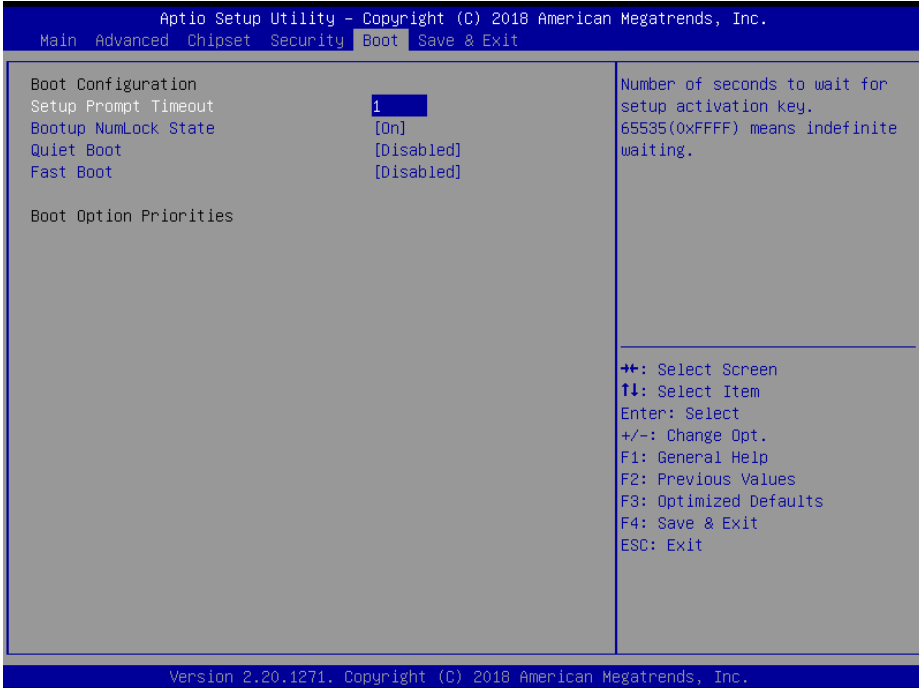 Aptio Setup Utility – Copyright (C) 2018 American Megatrends, Inc.
Main Advanced Chipset Security Boot Save & Exit
Boot Configuration
Setup Prompt Timeout 1
Bootup NumLock State [On]
Quiet Boot [Disabled]
Fast Boot [Disabled]
Boot Option Priorities
Number of seconds to wait for
setup activation key.
65535(0xFFFF) means indefinite
waiting.
→←: Select Screen
↑↓: Select Item
Enter: Select
+/-: Change Opt.
F1: General Help
F2: Previous Values
F3: Optimized Defaults
F4: Save & Exit
ESC: Exit
Version 2.20.1271. Copyright (C) 2018 American Megatrends, Inc.